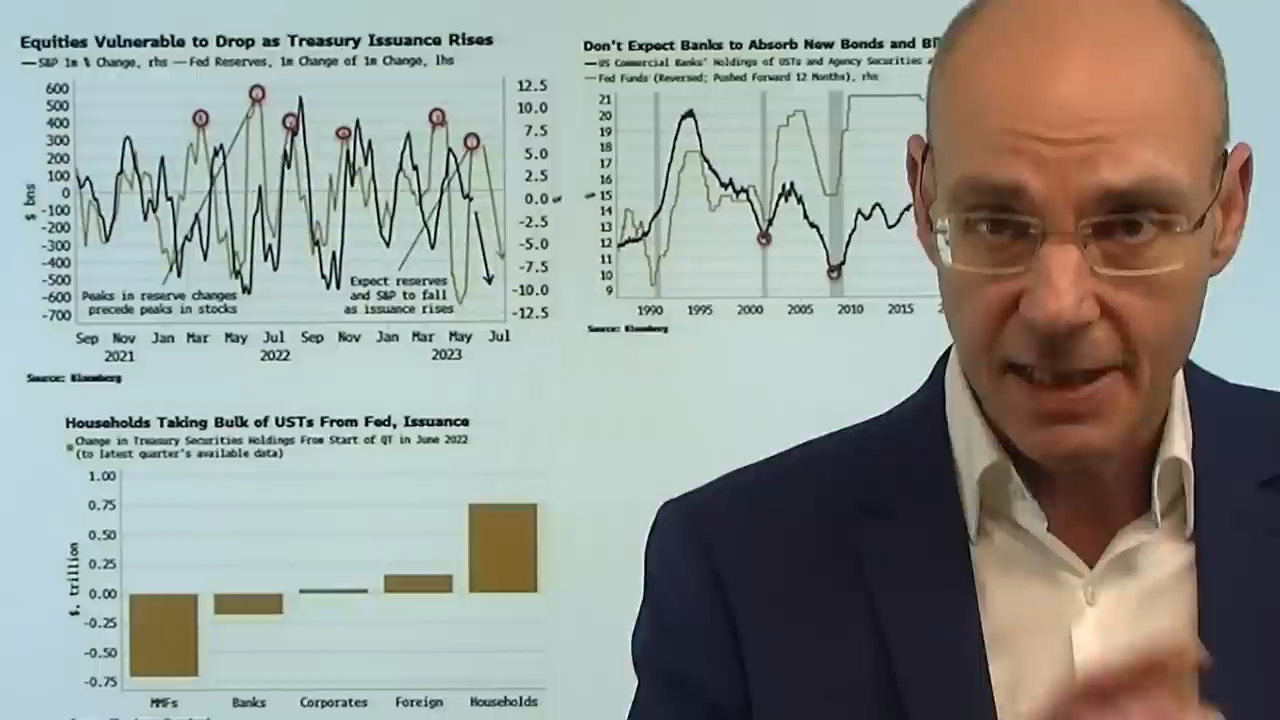 Equities Vulnerable to Drop as Treasury Issuance Rises
S&P 1m % Change, rhs — Fed Reserves, 1m Change of 1m Change, lhs
600
500
400
300
200
100
0
-100
-200
-300
-400
-500
-600
-700
$ bns
12.5
10.0
7.5
5.0
2.5
0.0
-2.5
-5.0
-7.5
-10.0
-12.5
%
Peaks in reserve changes
precede peaks in stocks
Expect reserves
and S&P to fall
as issuance rises
Sep Nov Jan Mar May Jul Sep Nov Jan Mar May Jul
2021 2022 2023
Source: Bloomberg
Don't Expect Banks to Absorb New Bonds and
US Commercial Banks' Holdings of USTs and Agency Securities
Fed Funds (Reversed; Pushed Forward 12 Months), rhs
21
20
19
18
17
16
15
14
13
12
11
10
9
%
1990 1995 2000 2005 2010 2015
Source: Bloomberg
Households Taking Bulk of USTs From Fed, Issuance
Change in Treasury Securities Holdings From Start of QT in June 2022
(to latest quarter's available data)
1.00
0.75
0.50
0.25
0.00
-0.25
-0.50
-0.75
$, trillion
MMFs Banks Corporates Foreign Households